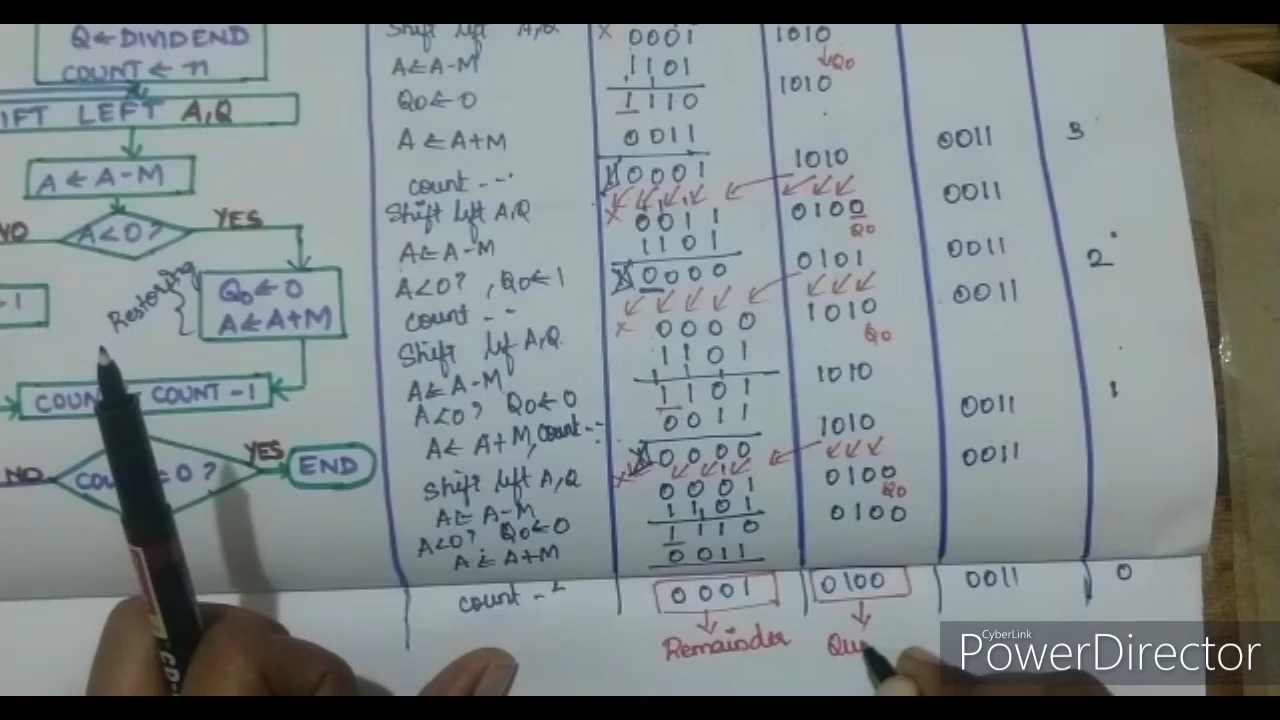 Q ← DIVIDEND
COUNT ← n
IFT LEFT A,Q
A ← A-M
NO A<0? YES
-1
Restoring
Q0 ← 0
A ← A+M
COUNT - 1
NO = 0? YES END
Shift left A,Q × 0001 1010
A ← A-M 1101 Q0
Q0 ← 0 1110 1010
A ← A+M 0011
count-- 0001 1010 0011 3
Shift left A,Q × 0011 0100 0011
A ← A-M 1101 Q0
A<0? , Q0 ← 1 0000 0101 0011 2
count-- 
Shift lef A,Q × 0000 1010 0011
A ← A-M 1101 Q0
A<0? Q0 ← 0 1101 1010
A ← A+M, count-- 0011
0000 1010 0011 1
Shift left A,Q × 0001 0100 0011
A ← A-M 1101 Q0
A<0? Q0 ← 0 1110 0100
A ← A+M 0011
count-- 0001 0100 0011 0
Remainder
CyberLink
PowerDirector